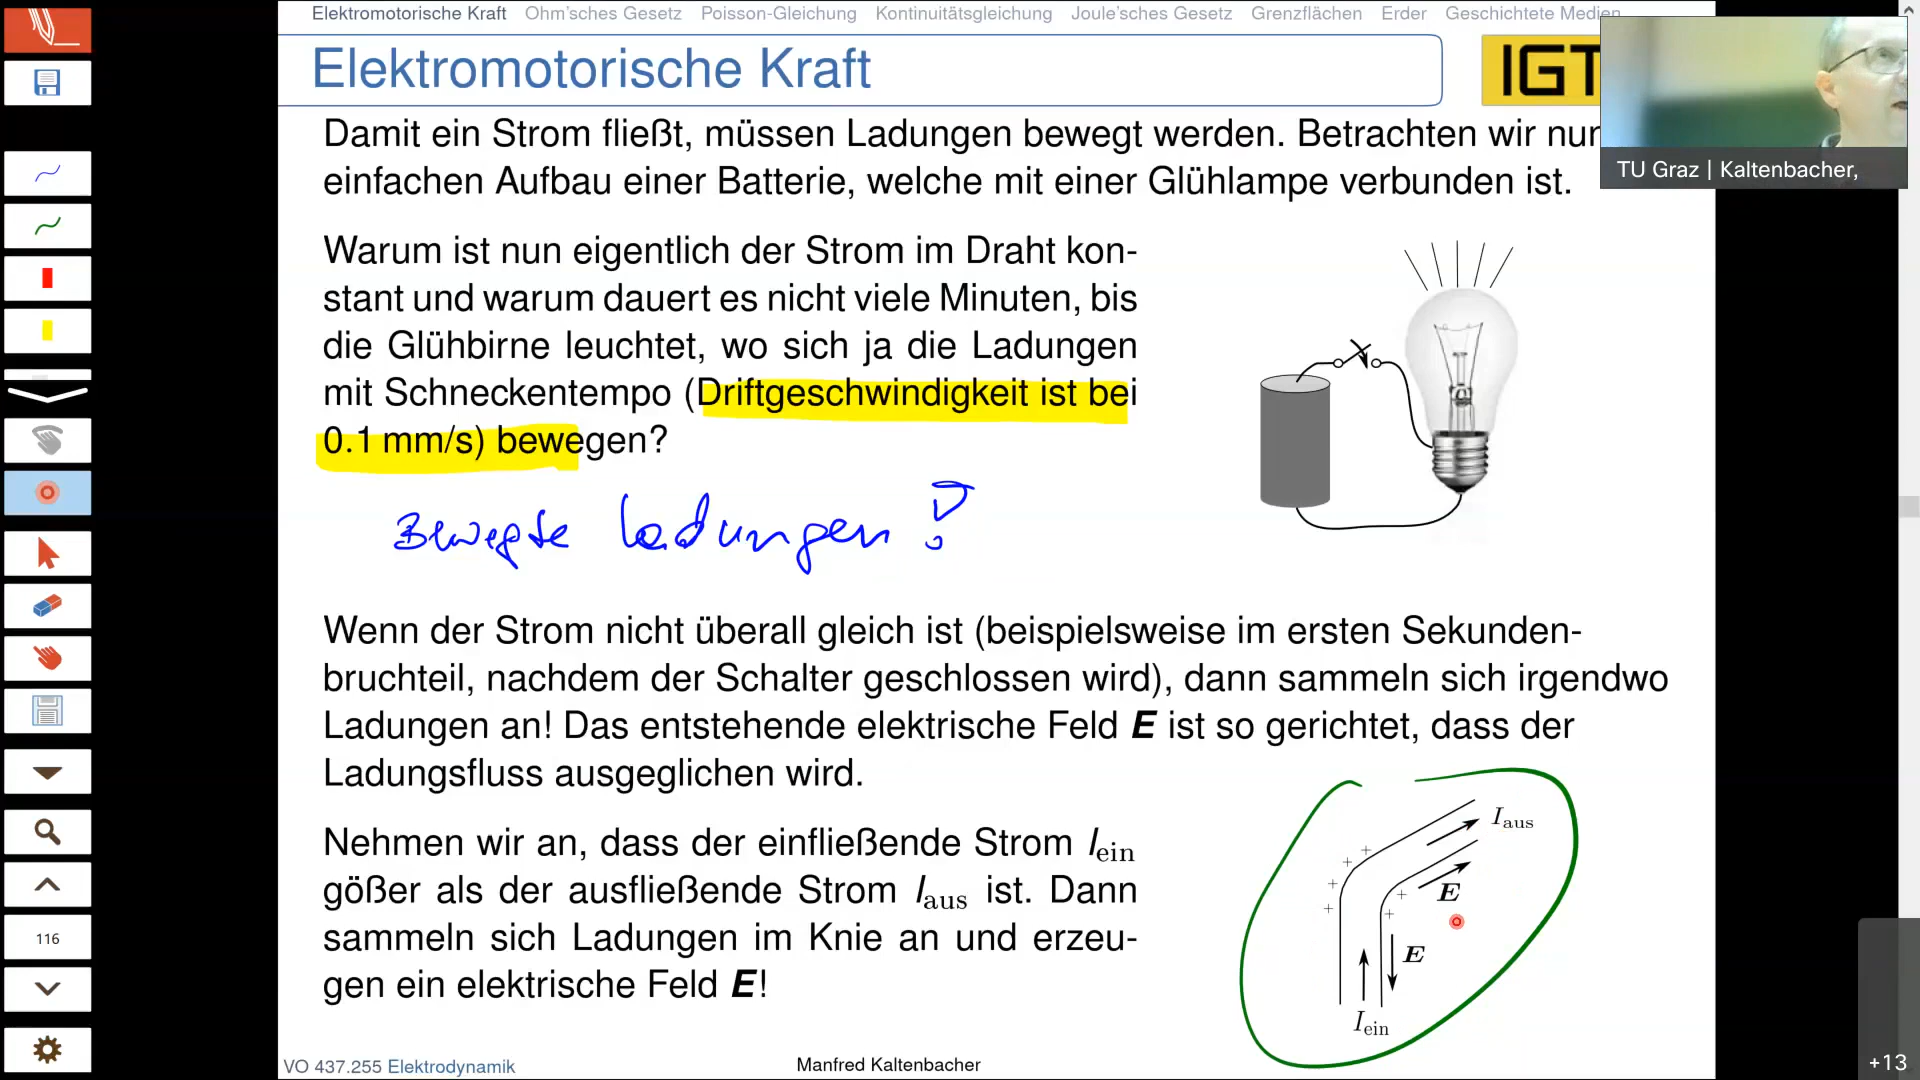 Elektromotorische Kraft Ohm'sches Gesetz Poisson-Gleichung Kontinuitätsgleichung Joule'sches Gesetz Grenzflächen Erder Geschichtete Medien
Elektromotorische Kraft
IGT
Damit ein Strom fließt, müssen Ladungen bewegt werden. Betrachten wir nun
einfachen Aufbau einer Batterie, welche mit einer Glühlampe verbunden ist.
TU Graz | Kaltenbacher,
Warum ist nun eigentlich der Strom im Draht kon-
stant und warum dauert es nicht viele Minuten, bis
die Glühbirne leuchtet, wo sich ja die Ladungen
mit Schneckentempo (Driftgeschwindigkeit ist bei
0.1 mm/s) bewegen?
Bewegte Ladungen !
Wenn der Strom nicht überall gleich ist (beispielsweise im ersten Sekunden-
bruchteil, nachdem der Schalter geschlossen wird), dann sammeln sich irgendwo
Ladungen an! Das entstehende elektrische Feld E ist so gerichtet, dass der
Ladungsfluss ausgeglichen wird.
Nehmen wir an, dass der einfließende Strom I_ein
gößer als der ausfließende Strom I_aus ist. Dann
sammeln sich Ladungen im Knie an und erzeu-
gen ein elektrische Feld E!
I_aus
+ +
+ +
+ +
E
E
I_ein
116
VO 437.255 Elektrodynamik
Manfred Kaltenbacher
+13